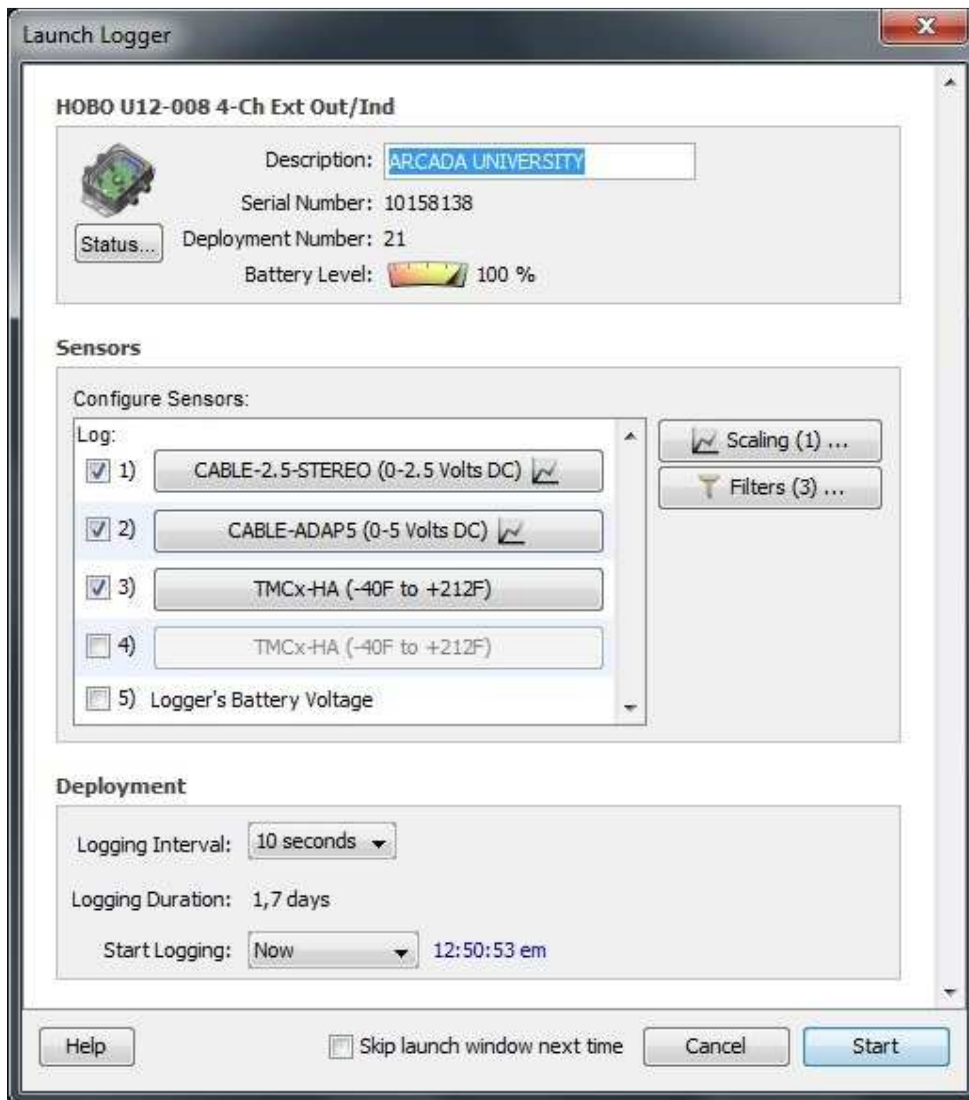 Launch Logger
HOBO U12-008 4-Ch Ext Out/Ind
Description: ARCADA UNIVERSITY
Serial Number: 10158138
Status... Deployment Number: 21
Battery Level: 100 %
Sensors
Configure Sensors:
Log:
1) CABLE-2.5-STEREO (0-2.5 Volts DC)
Scaling (1) ...
Filters (3) ...
2) CABLE-ADAP5 (0-5 Volts DC)
3) TMCx-HA (-40F to +212F)
4) TMCx-HA (-40F to +212F)
5) Logger's Battery Voltage
Deployment
Logging Interval: 10 seconds
Logging Duration: 1,7 days
Start Logging: Now 12:50:53 em
Help Skip launch window next time Cancel Start